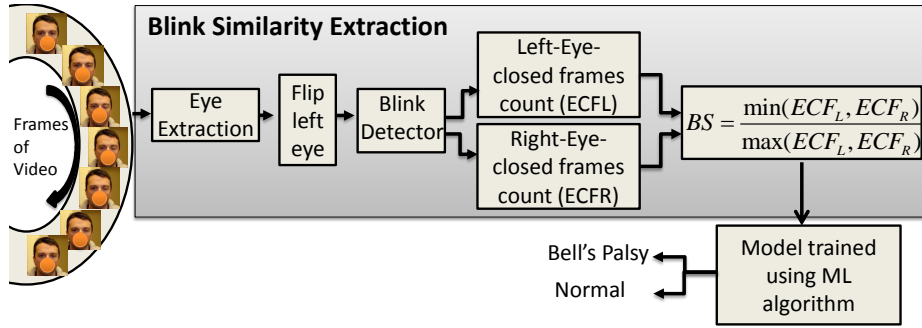 Blink Similarity Extraction
Frames
of
Video
Eye
Extraction
Flip
left
eye
Blink
Detector
Left-Eye-
closed frames
count (ECFL)
Right-Eye-
closed frames
count (ECFR)
BS = min(ECF_L, ECF_R) / max(ECF_L, ECF_R)
Model trained
using ML
algorithm
Bell's Palsy
Normal